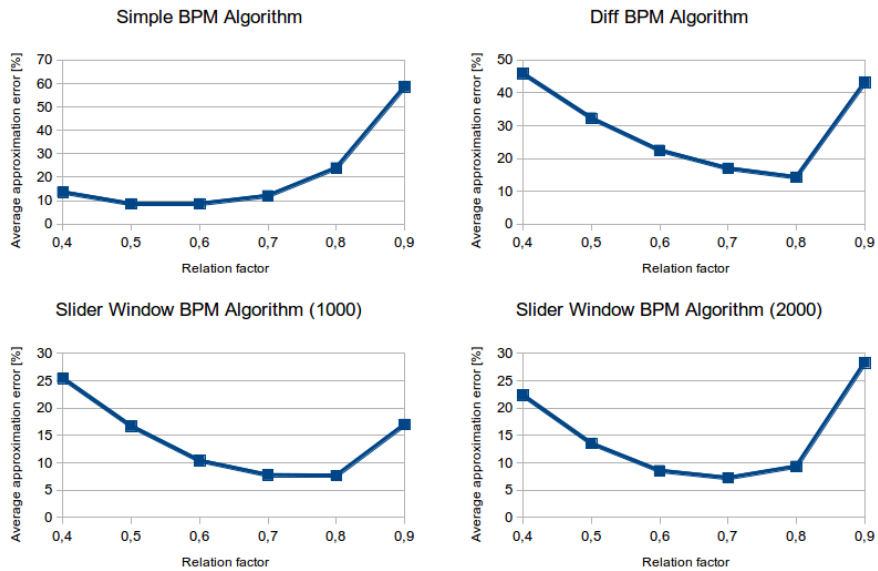 Simple BPM Algorithm
Average approximation error [%]
70
60
50
40
30
20
10
0
0,4 0,5 0,6 0,7 0,8 0,9
Relation factor
Diff BPM Algorithm
Average approximation error [%]
50
40
30
20
10
0
0,4 0,5 0,6 0,7 0,8 0,9
Relation factor
Slider Window BPM Algorithm (1000)
Average approximation error [%]
30
25
20
15
10
5
0
0,4 0,5 0,6 0,7 0,8 0,9
Relation factor
Slider Window BPM Algorithm (2000)
Average approximation error [%]
30
25
20
15
10
5
0
0,4 0,5 0,6 0,7 0,8 0,9
Relation factor